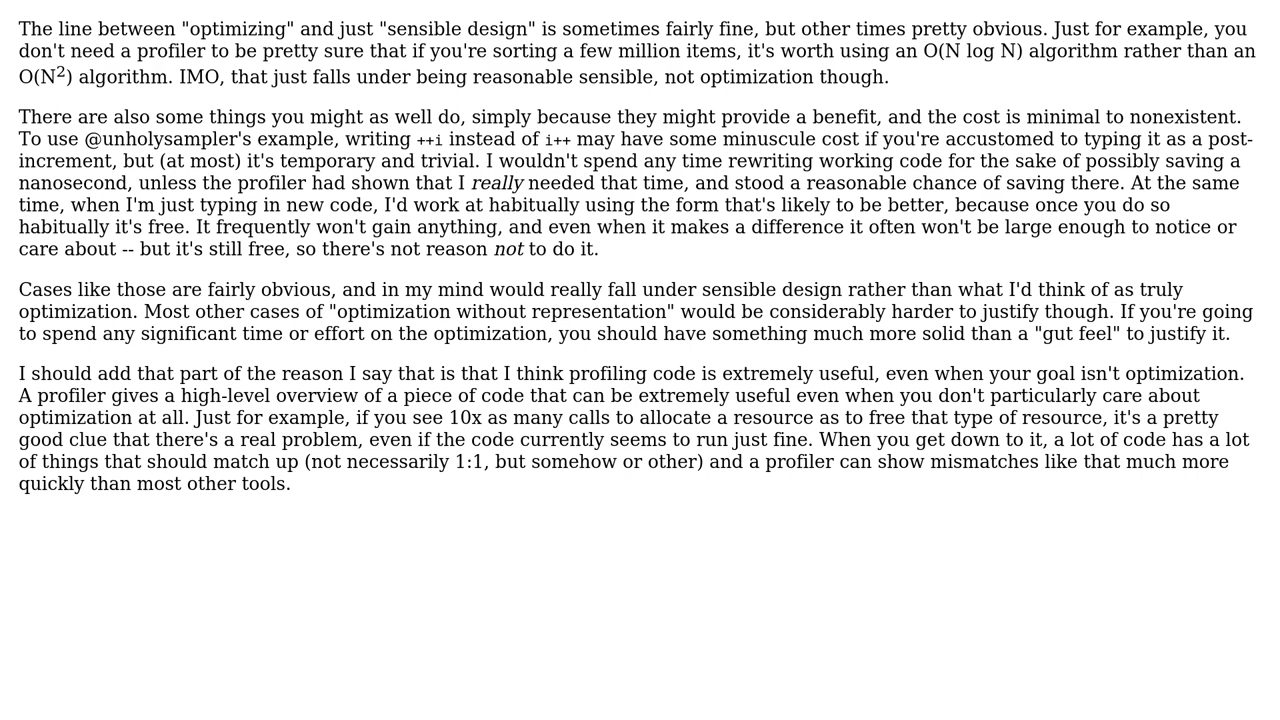 The line between "optimizing" and just "sensible design" is sometimes fairly fine, but other times pretty obvious. Just for example, you
don't need a profiler to be pretty sure that if you're sorting a few million items, it's worth using an O(N log N) algorithm rather than an
O(N²) algorithm. IMO, that just falls under being reasonable sensible, not optimization though.
There are also some things you might as well do, simply because they might provide a benefit, and the cost is minimal to nonexistent.
To use @unholysampler's example, writing ++i instead of i++ may have some minuscule cost if you're accustomed to typing it as a post-
increment, but (at most) it's temporary and trivial. I wouldn't spend any time rewriting working code for the sake of possibly saving a
nanosecond, unless the profiler had shown that I really needed that time, and stood a reasonable chance of saving there. At the same
time, when I'm just typing in new code, I'd work at habitually using the form that's likely to be better, because once you do so
habitually it's free. It frequently won't gain anything, and even when it makes a difference it often won't be large enough to notice or
care about -- but it's still free, so there's not reason not to do it.
Cases like those are fairly obvious, and in my mind would really fall under sensible design rather than what I'd think of as truly
optimization. Most other cases of "optimization without representation" would be considerably harder to justify though. If you're going
to spend any significant time or effort on the optimization, you should have something much more solid than a "gut feel" to justify it.
I should add that part of the reason I say that is that I think profiling code is extremely useful, even when your goal isn't optimization.
A profiler gives a high-level overview of a piece of code that can be extremely useful even when you don't particularly care about
optimization at all. Just for example, if you see 10x as many calls to allocate a resource as to free that type of resource, it's a pretty
good clue that there's a real problem, even if the code currently seems to run just fine. When you get down to it, a lot of code has a lot
of things that should match up (not necessarily 1:1, but somehow or other) and a profiler can show mismatches like that much more
quickly than most other tools.